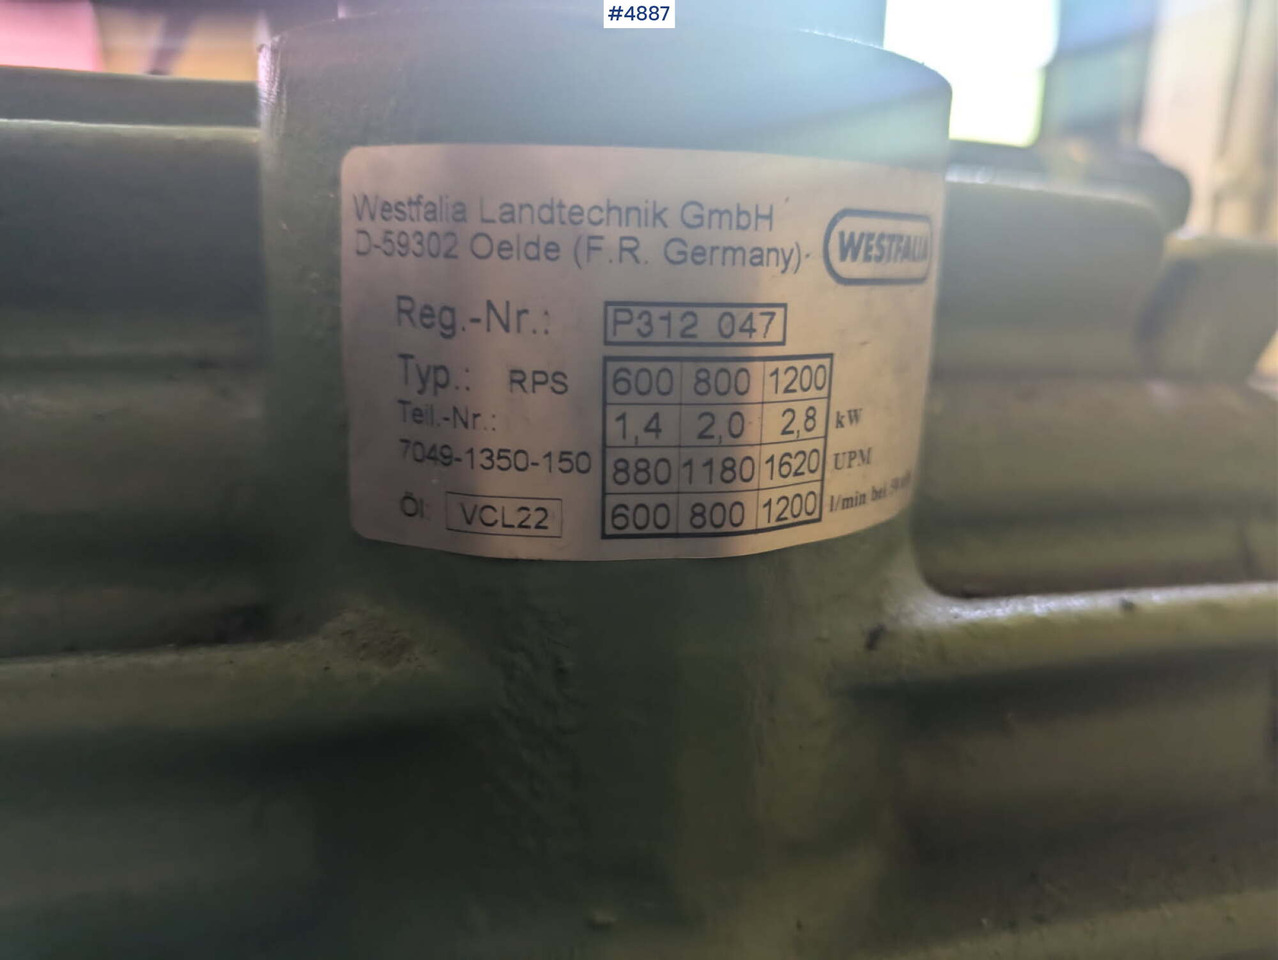 #4887
Westfalia Landtechnik GmbH
D-59302 Oelde (F.R. Germany)
WESTFALIA
Reg.-Nr.: P312 047
Typ.: RPS 600 800 1200
Teil.-Nr.: 1,4 2,0 2,8 kW
7049-1350-150 880 1180 1620 UPM
Öl: VCL22 600 800 1200 l/min bei